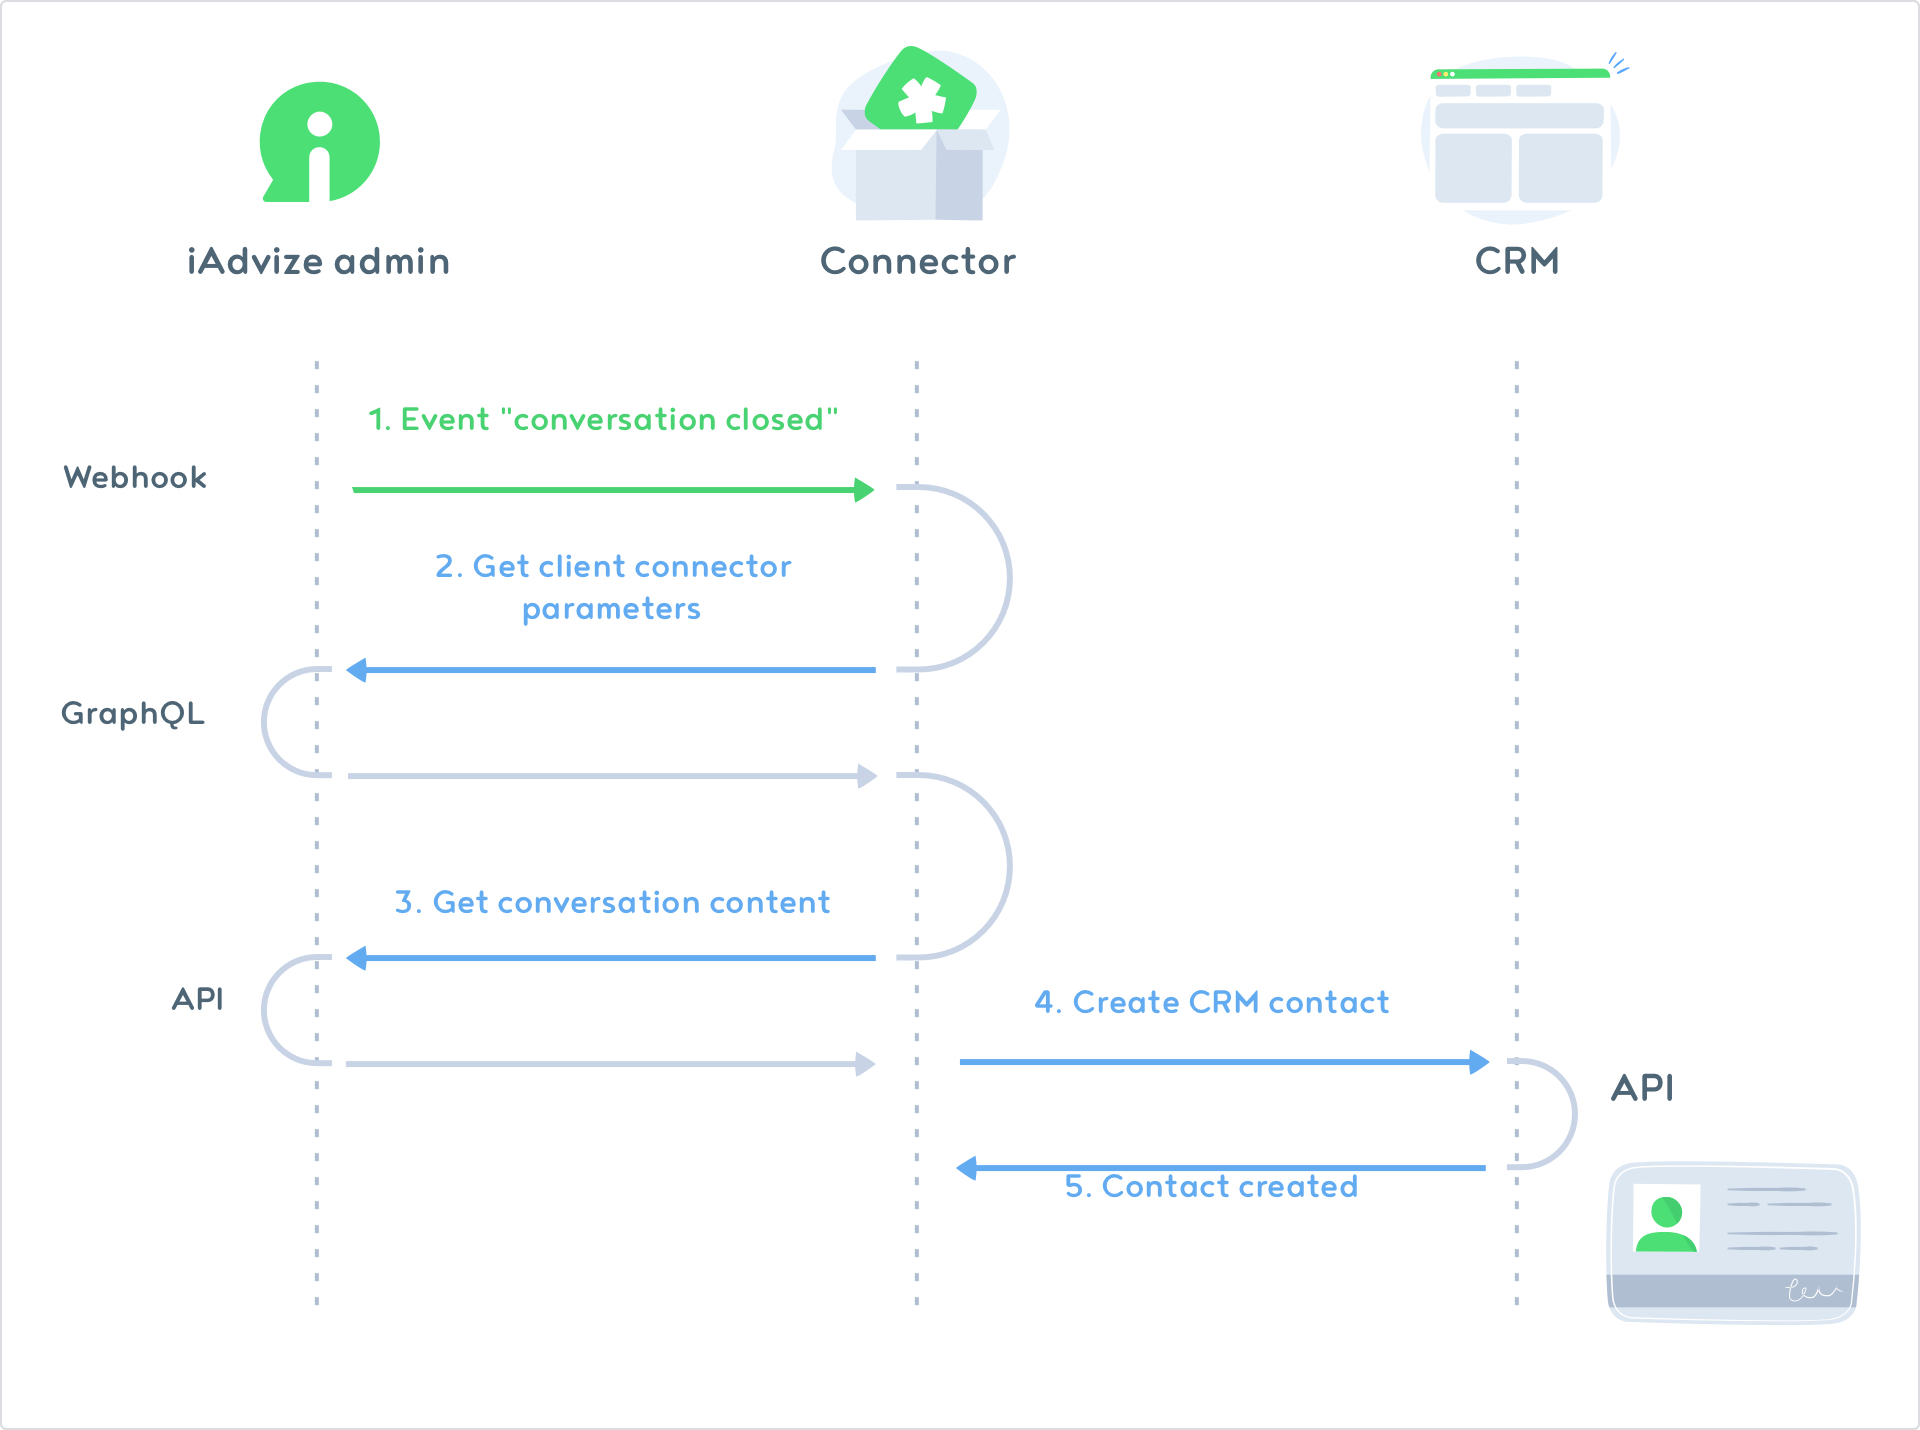 iAdvize admin
Connector
CRM
1. Event "conversation closed"
Webhook
2. Get client connector
parameters
GraphQL
3. Get conversation content
API
4. Create CRM contact
API
5. Contact created